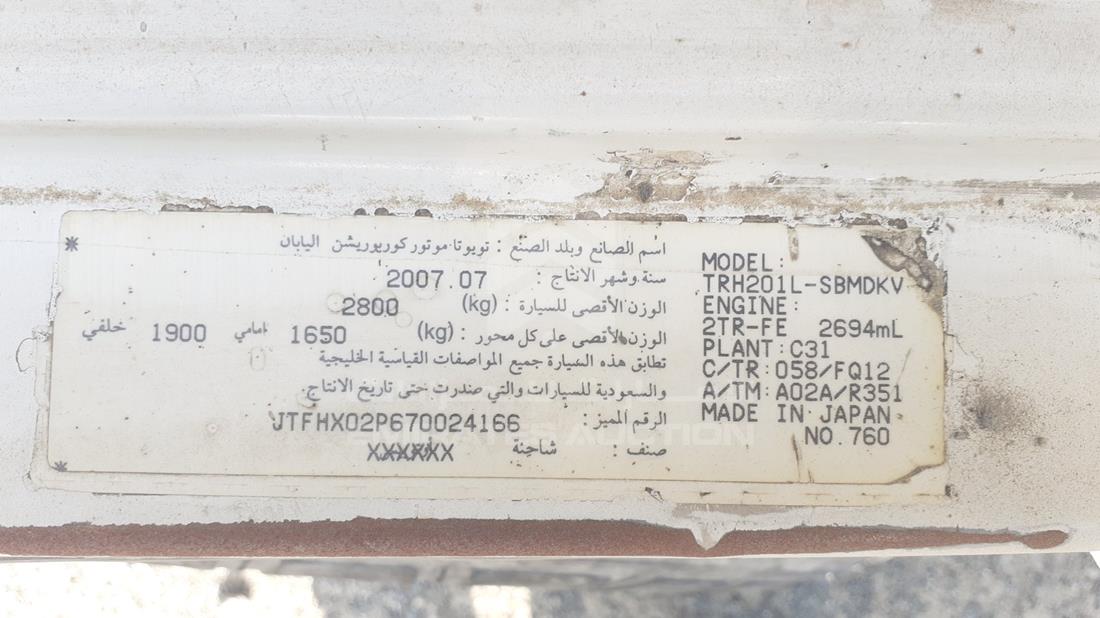 اسم الصانع وبلد الصنع : تويوتا موتور كوربوريشن اليابان
سنة وشهر الانتاج : 2007.07
الوزن الأقصى للسيارة : (kg) 2800
الوزن الأقصى على كل محور : (kg) 1650 امامي 1900 خلفي
تطابق هذه السيارة جميع المواصفات القياسية الخليجية
والسعودية للسيارات والتي صدرت حتى تاريخ الانتاج.
الرقم المميز : JTFHX02P670024166
صنف : شاحنة
MODEL:
TRH201L-SBMDKV
ENGINE:
2TR-FE 2694mL
PLANT:C31
C/TR:058/FQ12
A/TM:A02A/R351
MADE IN JAPAN
NO.760
EMIRATES AUCTION